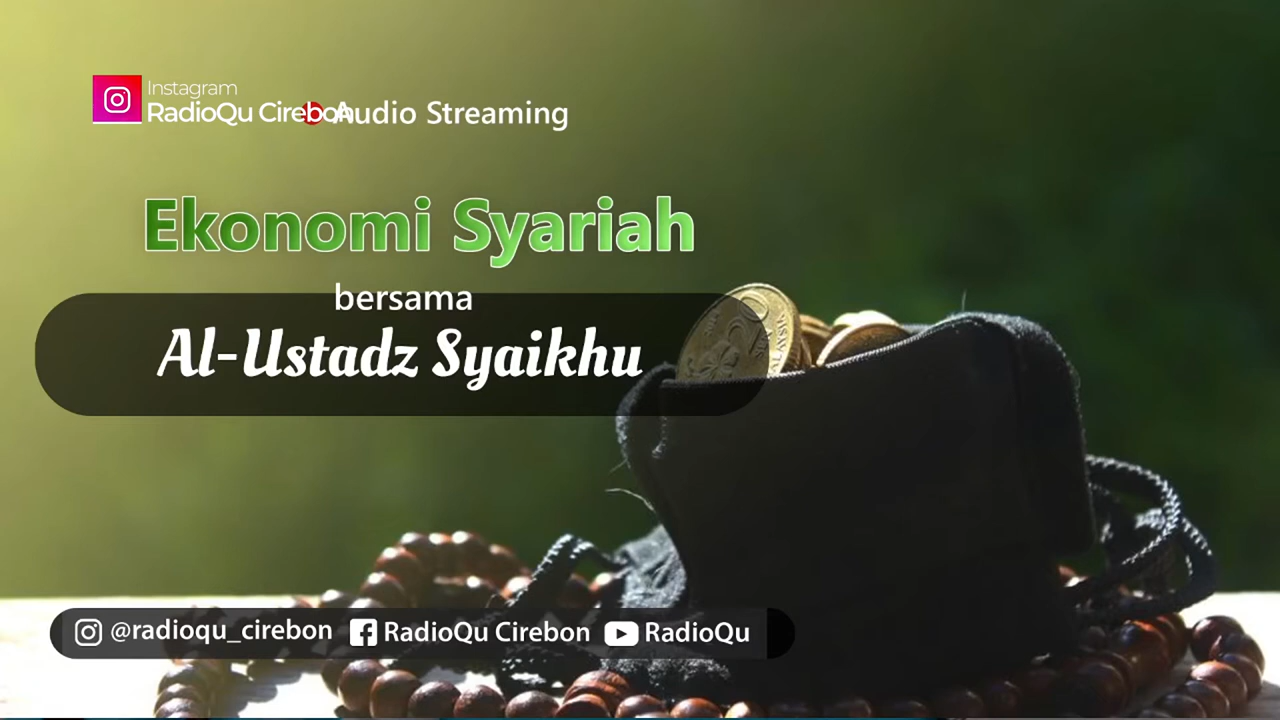 Instagram
RadioQu Cirebon Audio Streaming
Ekonomi Syariah
bersama
Al-Ustadz Syaikhu
@radioqu_cirebon RadioQu Cirebon RadioQu